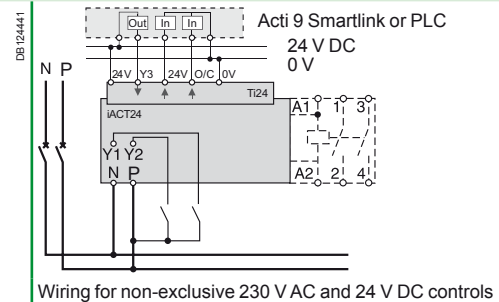 DB124441
Out In In Acti 9 Smartlink or PLC
24 V DC
0 V
N P
24V Y3 24V O/C 0V
Ti24
iACT24
A1 1 3
Y1 Y2
N P
A2 2 4
Wiring for non-exclusive 230 V AC and 24 V DC controls